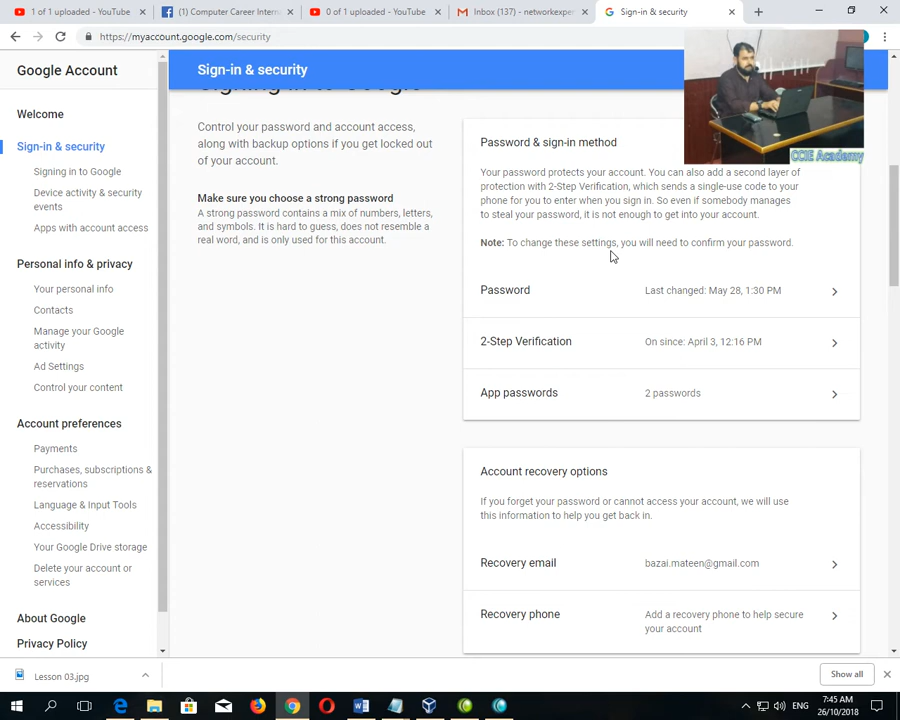 1 of 1 uploaded - YouTube
(1) Computer Career Intern
0 of 1 uploaded - YouTube
Inbox (137) - networkexper
Sign-in & security
https://myaccount.google.com/security
Google Account
Sign-in & security
Signing in to Google
Welcome
Sign-in & security
Signing in to Google
Device activity & security
events
Apps with account access
Personal info & privacy
Your personal info
Contacts
Manage your Google
activity
Ad Settings
Control your content
Account preferences
Payments
Purchases, subscriptions &
reservations
Language & Input Tools
Accessibility
Your Google Drive storage
Delete your account or
services
About Google
Privacy Policy
Control your password and account access,
along with backup options if you get locked out
of your account.
Make sure you choose a strong password
A strong password contains a mix of numbers, letters,
and symbols. It is hard to guess, does not resemble a
real word, and is only used for this account.
CCIE Academy
Password & sign-in method
Your password protects your account. You can also add a second layer of
protection with 2-Step Verification, which sends a single-use code to your
phone for you to enter when you sign in. So even if somebody manages
to steal your password, it is not enough to get into your account.
Note: To change these settings, you will need to confirm your password.
Password Last changed: May 28, 1:30 PM
2-Step Verification On since: April 3, 12:16 PM
App passwords 2 passwords
Account recovery options
If you forget your password or cannot access your account, we will use
this information to help you get back in.
Recovery email bazai.mateen@gmail.com
Recovery phone Add a recovery phone to help secure
your account
Lesson 03.jpg
Show all
ENG
7:45 AM
26/10/2018